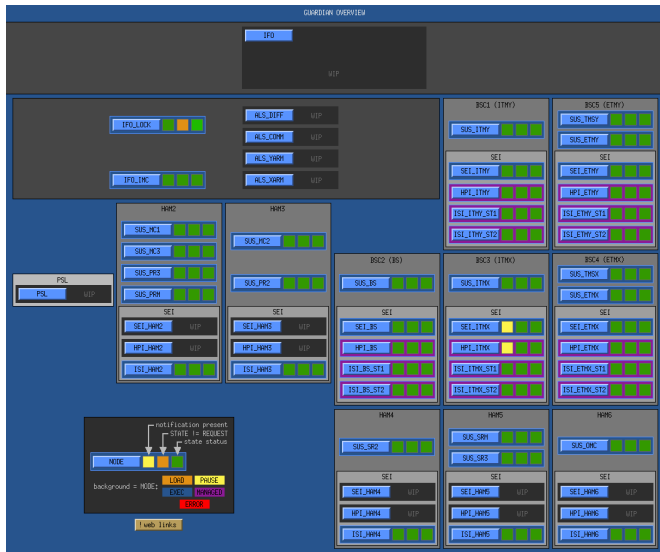 GUARDIAN OVERVIEW
IFO
WIP
IFO_LOCK
IFO_IMC
ALS_DIFF WIP
ALS_COMM WIP
ALS_YARM WIP
ALS_XARM WIP
BSC1 (ITMY)
SUS_ITMY
SEI
SEI_ITMY
HPI_ITMY
ISI_ITMY_ST1
ISI_ITMY_ST2
BSC5 (ETMY)
SUS_TMSY
SUS_ETMY
SEI
SEI_ETMY
HPI_ETMY
ISI_ETMY_ST1
ISI_ETMY_ST2
PSL
PSL WIP
HAM2
SUS_MC1
SUS_MC3
SUS_PR3
SUS_PRM
SEI
SEI_HAM2 WIP
HPI_HAM2 WIP
ISI_HAM2
HAM3
SUS_MC2
SUS_PR2
SEI
SEI_HAM3 WIP
HPI_HAM3 WIP
ISI_HAM3
BSC2 (BS)
SUS_BS
SEI
SEI_BS
HPI_BS
ISI_BS_ST1
ISI_BS_ST2
BSC3 (ITMX)
SUS_ITMX
SEI
SEI_ITMX
HPI_ITMX
ISI_ITMX_ST1
ISI_ITMX_ST2
BSC4 (ETMX)
SUS_TMSX
SUS_ETMX
SEI
SEI_ETMX
HPI_ETMX
ISI_ETMX_ST1
ISI_ETMX_ST2
notification present
STATE != REQUEST
state status
NODE
background = MODE:
LOAD PAUSE
EXEC MANAGED
ERROR
! web links
HAM4
SUS_SR2
SEI
SEI_HAM4 WIP
HPI_HAM4 WIP
ISI_HAM4
HAM5
SUS_SRM
SUS_SR3
SEI
SEI_HAM5 WIP
HPI_HAM5 WIP
ISI_HAM5
HAM6
SUS_OMC
SEI
SEI_HAM6 WIP
HPI_HAM6 WIP
ISI_HAM6